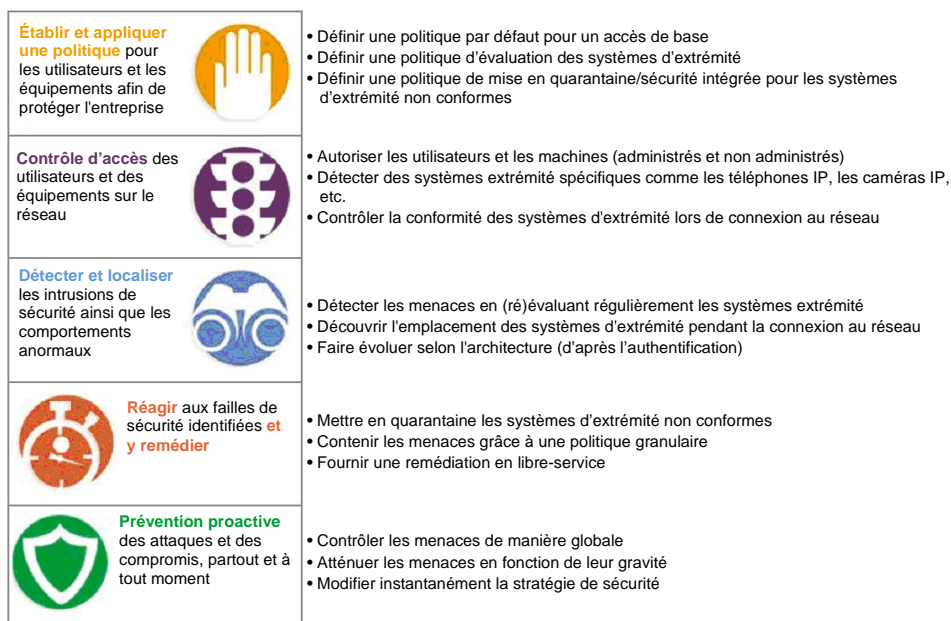 Établir et appliquer
une politique pour
les utilisateurs et les
équipements afin de
protéger l'entreprise
• Définir une politique par défaut pour un accès de base
• Définir une politique d'évaluation des systèmes d'extrémité
• Définir une politique de mise en quarantaine/sécurité intégrée pour les systèmes
d'extrémité non conformes
Contrôle d'accès des
utilisateurs et des
équipements sur le
réseau
• Autoriser les utilisateurs et les machines (administrés et non administrés)
• Détecter des systèmes extrémité spécifiques comme les téléphones IP, les caméras IP,
etc.
• Contrôler la conformité des systèmes d'extrémité lors de connexion au réseau
Détecter et localiser
les intrusions de
sécurité ainsi que les
comportements
anormaux
• Détecter les menaces en (ré)évaluant régulièrement les systèmes extrémité
• Découvrir l'emplacement des systèmes d'extrémité pendant la connexion au réseau
• Faire évoluer selon l'architecture (d'après l'authentification)
Réagir aux failles de
sécurité identifiées et
y remédier
• Mettre en quarantaine les systèmes d'extrémité non conformes
• Contenir les menaces grâce à une politique granulaire
• Fournir une remédiation en libre-service
Prévention proactive
des attaques et des
compromis, partout et à
tout moment
• Contrôler les menaces de manière globale
• Atténuer les menaces en fonction de leur gravité
• Modifier instantanément la stratégie de sécurité